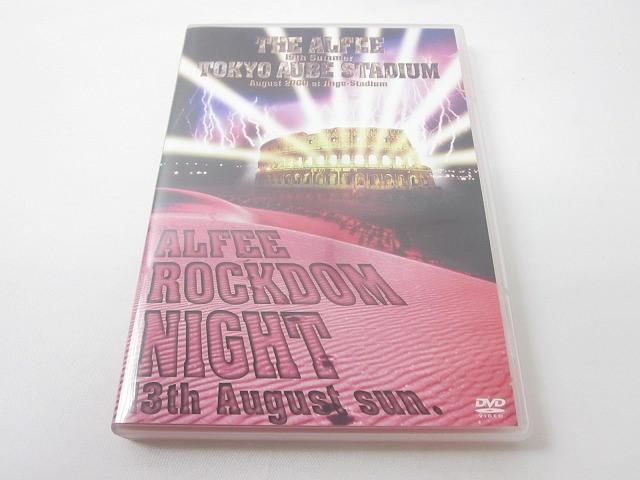 THE ALFEE
19th Summer
TOKYO AUBE STADIUM
August 2000 at Jingu-Stadium
ALFEE
ROCKDOM
NIGHT
13th August sun.
DVD
VIDEO